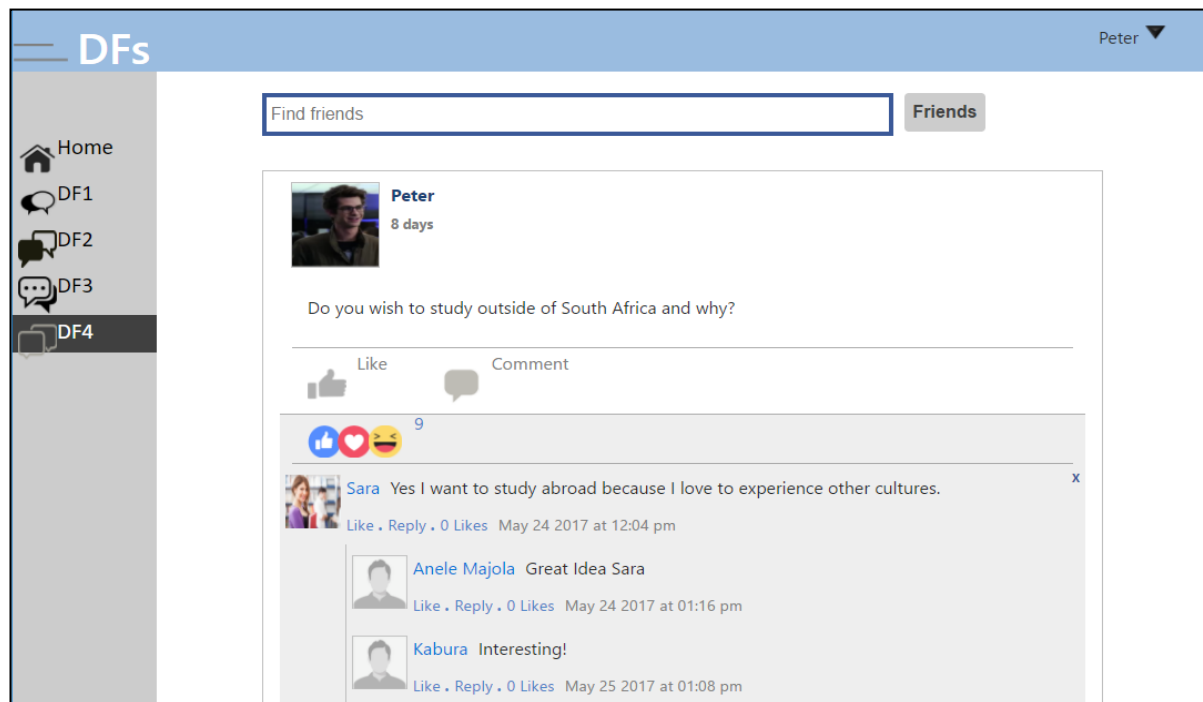 DFs
Peter
Find friends
Friends
Home
DF1
DF2
DF3
DF4
Peter
8 days
Do you wish to study outside of South Africa and why?
Like Comment
9
Sara Yes I want to study abroad because I love to experience other cultures. x
Like . Reply . 0 Likes May 24 2017 at 12:04 pm
Anele Majola Great Idea Sara
Like . Reply . 0 Likes May 24 2017 at 01:16 pm
Kabura Interesting!
Like . Reply . 0 Likes May 25 2017 at 01:08 pm